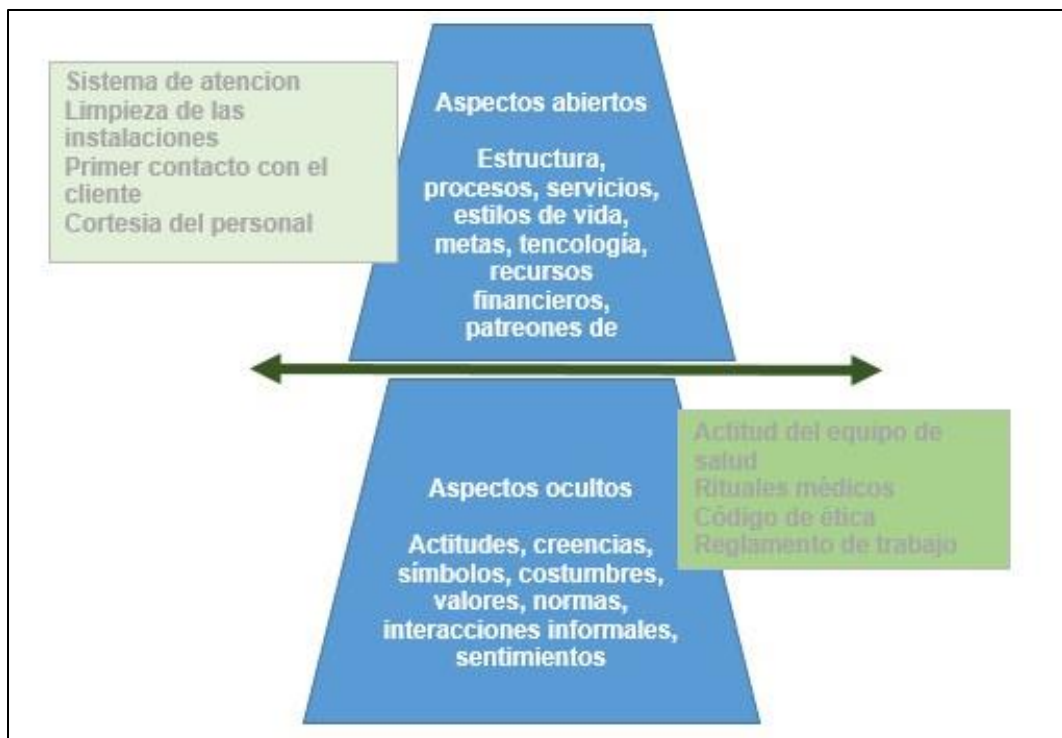 Sistema de atencion
Limpieza de las
instalaciones
Primer contacto con el
cliente
Cortesia del personal
Aspectos abiertos
Estructura,
procesos, servicios,
estilos de vida,
metas, tencología,
recursos
financieros,
patreones de
Actitud del equipo de
salud
Rituales mèdicos
Código de ética
Reglamento de trabajo
Aspectos ocultos
Actitudes, creencias,
símbolos, costumbres,
valores, normas,
interacciones informales,
sentimientos